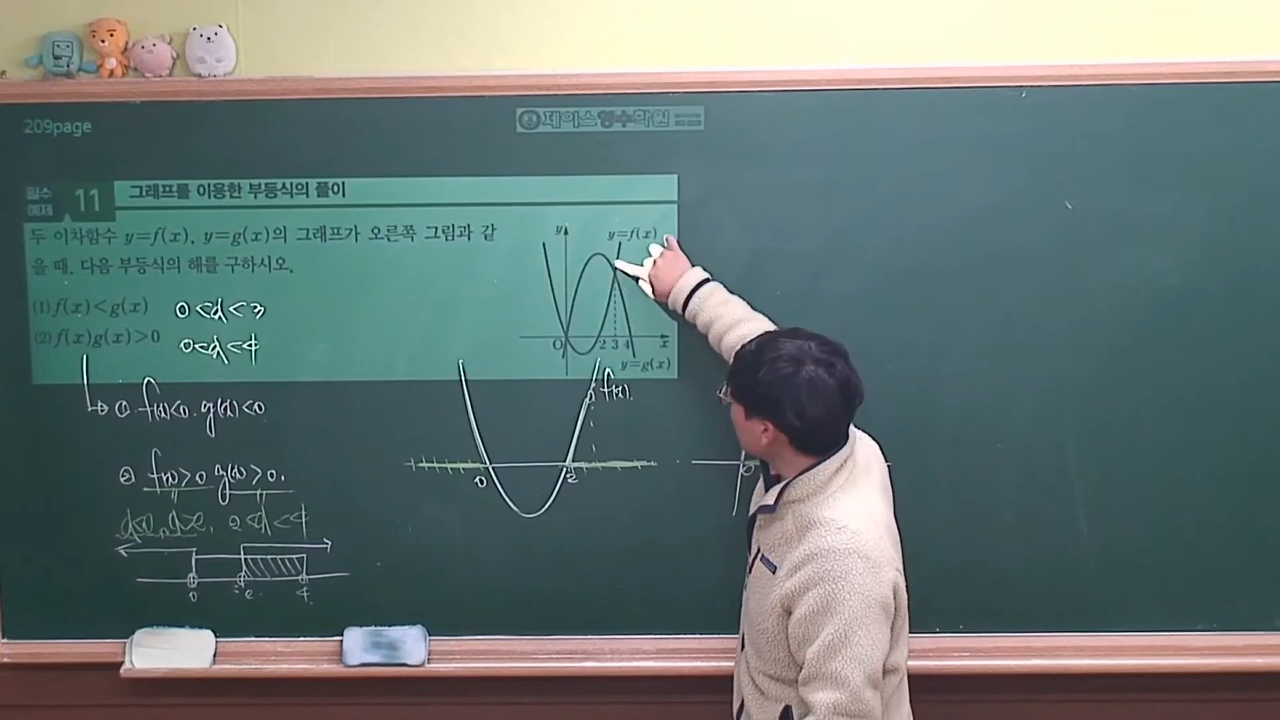 209page
제이스영수학원
필수 예제 11 그래프를 이용한 부등식의 풀이
두 이차함수 y=f(x), y=g(x)의 그래프가 오른쪽 그림과 같
을 때, 다음 부등식의 해를 구하시오.
(1) f(x)<g(x) 0<x<3
(2) f(x)g(x)>0
y
y=f(x)
O 2 3 4 x
y=g(x)
① f(x)<0, g(x)<0
② f(x)>0 g(x)>0.
2<x<4
0 2 4
f(x)
0 2
0